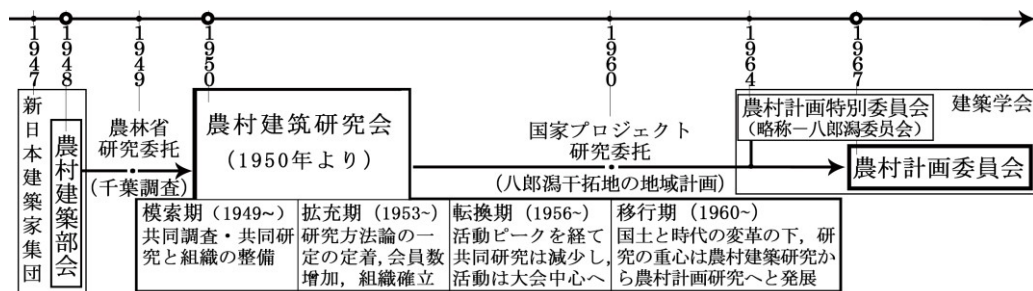 1947
1948
1949
1950
1960
1964
1967
新日本建築家集団
農村建築部会
農林省
研究委托
(千葉調査)
農村建築研究会
(1950年より)
国家プロジェクト
研究委托
(八郎潟干拓地の地域計画)
農村計画特別委員会
(略称－八郎潟委員会)
建築学会
農村計画委員会
模索期（1949~）
共同調査・共同研
究と組織の整備
拡充期（1953~）
研究方法論の一
定の定着, 会員数
増加，組織確立
転換期（1956~）
活動ピークを経て
共同研究は減少し,
活動は大会中心へ
移行期（1960~）
国土と時代の変革の下，研
究の重心は農村建築研究か
ら農村計画研究へと発展